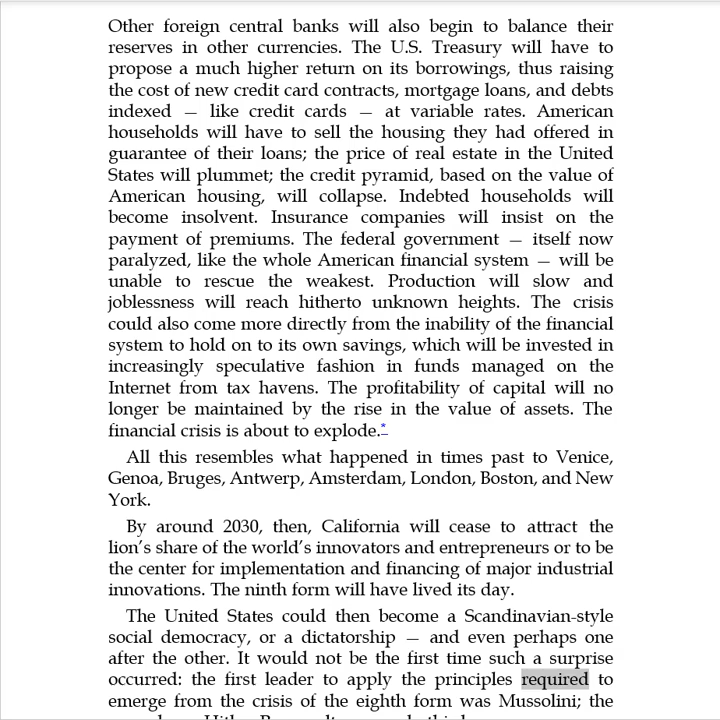 Other foreign central banks will also begin to balance their
reserves in other currencies. The U.S. Treasury will have to
propose a much higher return on its borrowings, thus raising
the cost of new credit card contracts, mortgage loans, and debts
indexed — like credit cards — at variable rates. American
households will have to sell the housing they had offered in
guarantee of their loans; the price of real estate in the United
States will plummet; the credit pyramid, based on the value of
American housing, will collapse. Indebted households will
become insolvent. Insurance companies will insist on the
payment of premiums. The federal government — itself now
paralyzed, like the whole American financial system — will be
unable to rescue the weakest. Production will slow and
joblessness will reach hitherto unknown heights. The crisis
could also come more directly from the inability of the financial
system to hold on to its own savings, which will be invested in
increasingly speculative fashion in funds managed on the
Internet from tax havens. The profitability of capital will no
longer be maintained by the rise in the value of assets. The
financial crisis is about to explode.*
All this resembles what happened in times past to Venice,
Genoa, Bruges, Antwerp, Amsterdam, London, Boston, and New
York.
By around 2030, then, California will cease to attract the
lion's share of the world's innovators and entrepreneurs or to be
the center for implementation and financing of major industrial
innovations. The ninth form will have lived its day.
The United States could then become a Scandinavian-style
social democracy, or a dictatorship — and even perhaps one
after the other. It would not be the first time such a surprise
occurred: the first leader to apply the principles required to
emerge from the crisis of the eighth form was Mussolini; the